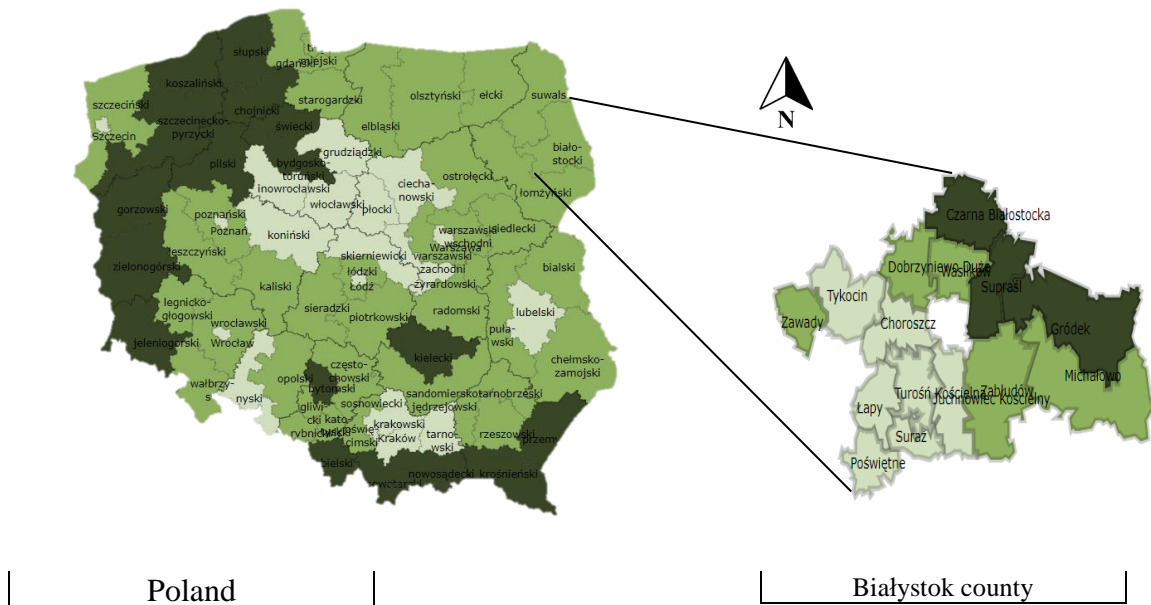 słupski
gdański
miejski
koszaliński
szczeciński
chojnicki
starogardzki
olsztyński
ełcki
suwals
Szczecin
szczecinecko-
pyrzycki
świecki
elbląski
grudziądzki
biało-
stocki
pilski
bydgosko-
toruński
inowrocławski
ciecha-
nowski
ostrołęcki
łomżyński
gorzowski
poznański
Poznań
włocławski
płocki
koniński
warszawski
wschodni
siedlecki
Warszawa
leszczyński
skierniewicki
warszawski
zachodni
żyrardowski
bialski
zielonogórski
kaliski
łódzki
Łódź
legnicko-
głogowski
sieradzki
piotrkowski
radomski
lubelski
wrocławski
Wrocław
jeleniogórski
puła-
wski
kielecki
chełmsko-
zamojski
wałbrzy-
s
nyski
opolski
często-
chowski
bytomski
sosnowiecki
sandomiersko-
jędrzejowski
tarnobrzeski
gliwi-
cki
kato-
rybnicki
oświę-
cimski
krakowski
Kraków
tarno-
wski
rzeszowski
przem
bielski
nowosądecki
krośnieński
N
Czarna Białostocka
Dobrzyniewo Duże
Wasilków
Supraśl
Tykocin
Zawady
Choroszcz
Gródek
Michałowo
Turośń Kościelna
Zabłudów
Juchnowiec Kościelny
Łapy
Suraż
Poświętne
Poland
Białystok county